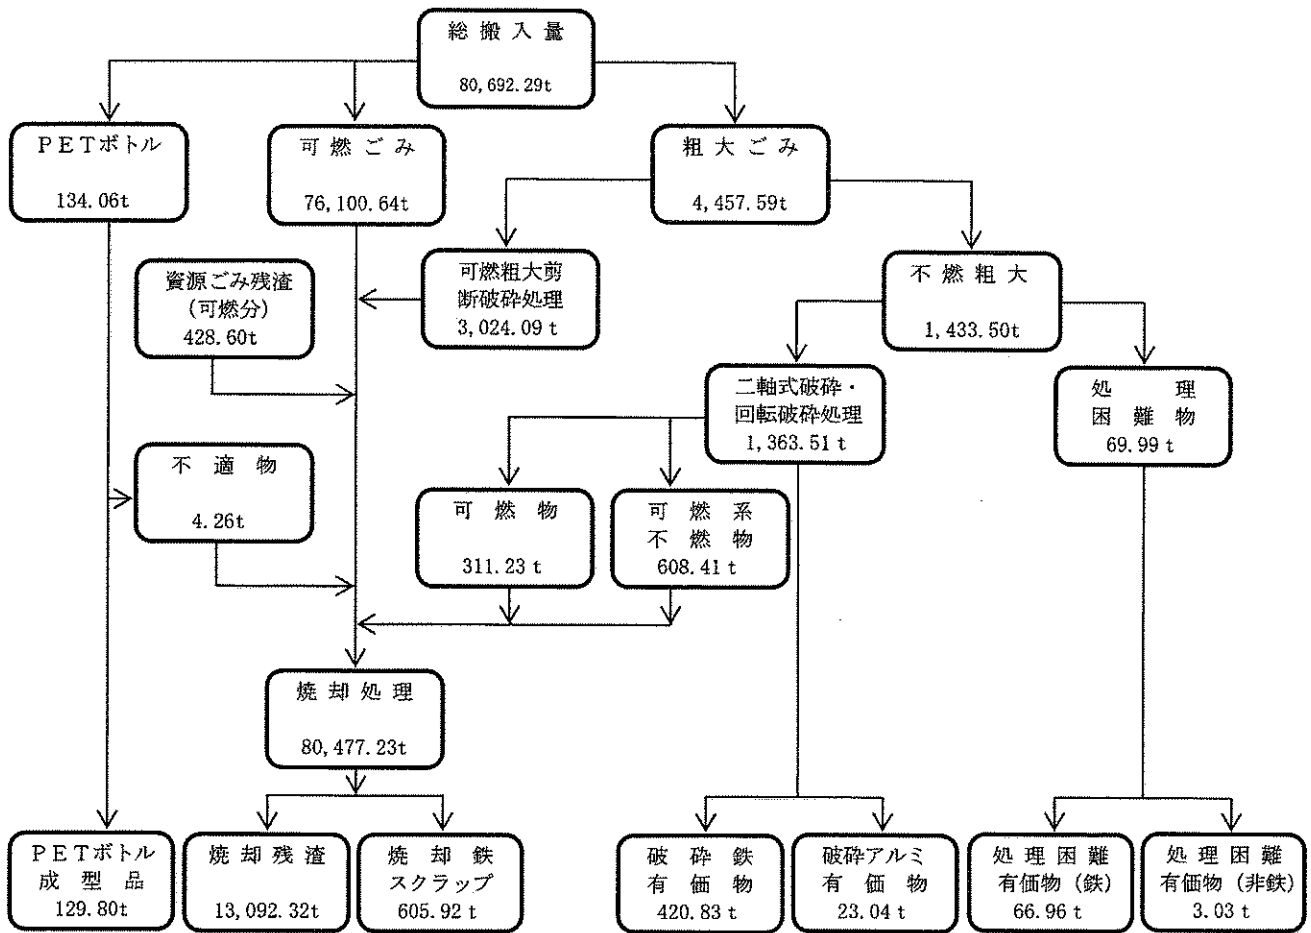 総搬入量
80,692.29t
PETボトル
134.06t
可燃ごみ
76,100.64t
粗大ごみ
4,457.59t
資源ごみ残渣
(可燃分)
428.60t
可燃粗大剪
断破砕処理
3,024.09 t
不燃粗大
1,433.50t
二軸式破砕・
回転破砕処理
1,363.51 t
処理
困難物
69.99 t
不適物
4.26t
可燃物
311.23 t
可燃系
不燃物
608.41 t
焼却処理
80,477.23t
PETボトル
成型品
129.80t
焼却残渣
13,092.32t
焼却鉄
スクラップ
605.92 t
破砕鉄
有価物
420.83 t
破砕アルミ
有価物
23.04 t
処理困難
有価物(鉄)
66.96 t
処理困難
有価物(非鉄)
3.03 t